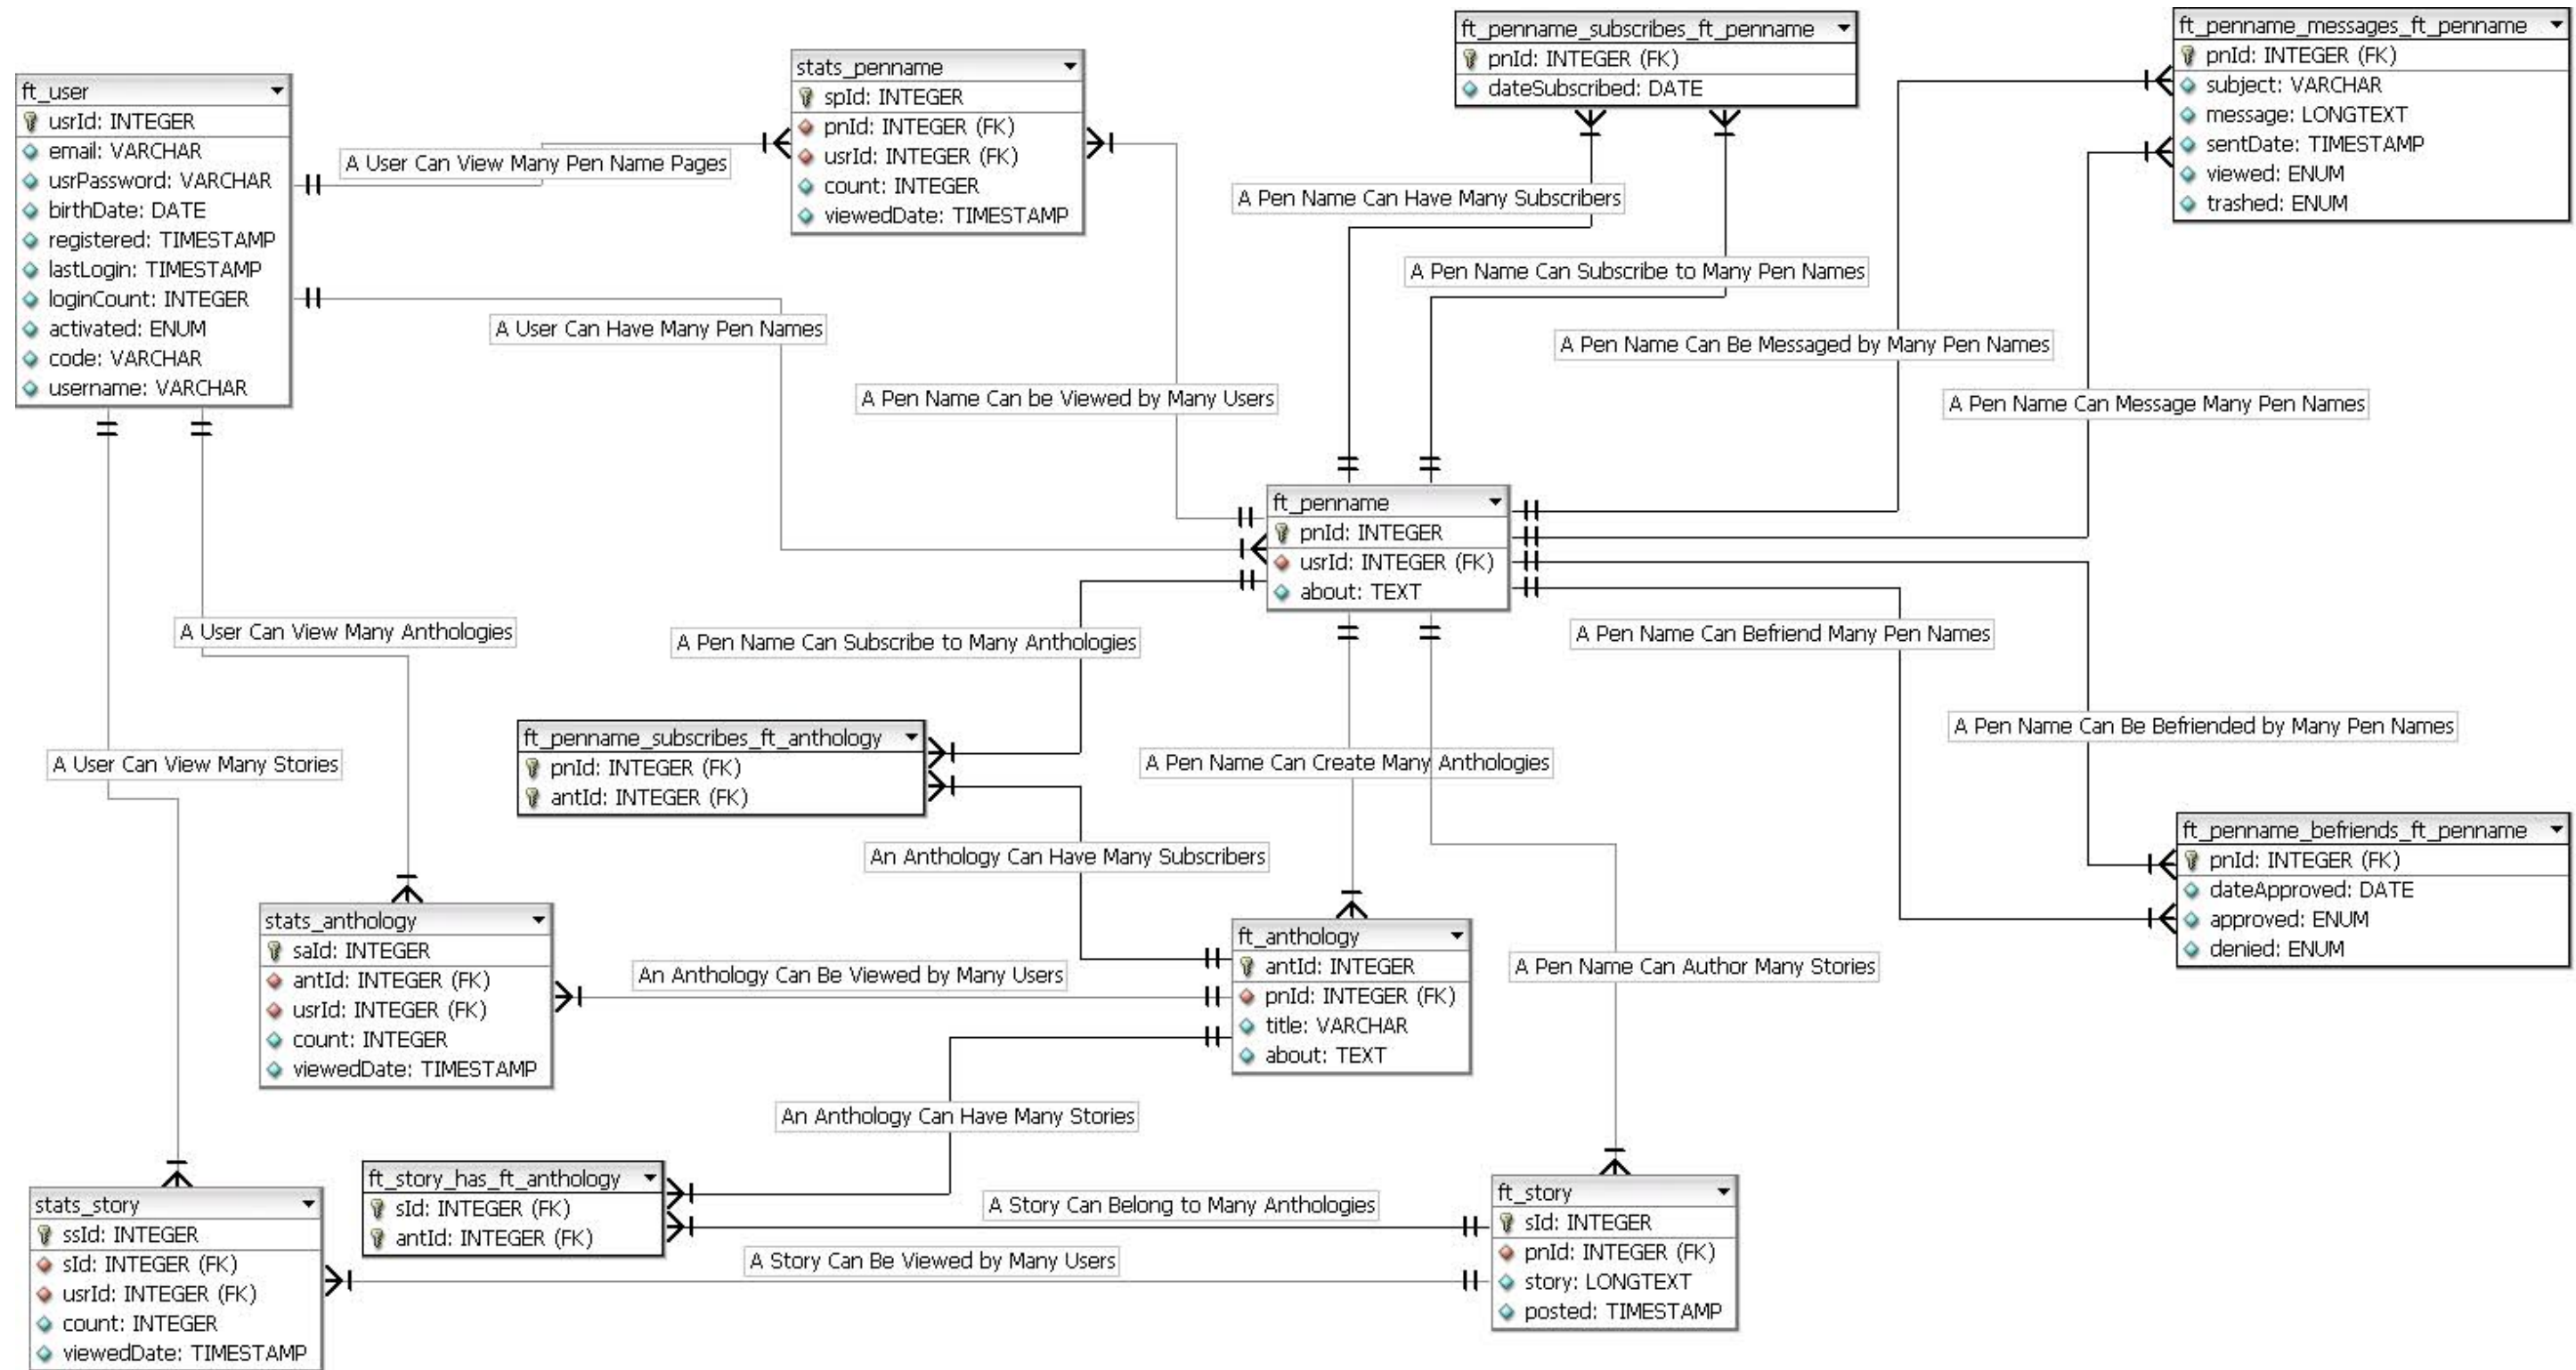 ft_user
usrId: INTEGER
email: VARCHAR
usrPassword: VARCHAR
birthDate: DATE
registered: TIMESTAMP
lastLogin: TIMESTAMP
loginCount: INTEGER
activated: ENUM
code: VARCHAR
username: VARCHAR
A User Can View Many Pen Name Pages
stats_penname
spId: INTEGER
pnId: INTEGER (FK)
usrId: INTEGER (FK)
count: INTEGER
viewedDate: TIMESTAMP
ft_penname_subscribes_ft_penname
pnId: INTEGER (FK)
dateSubscribed: DATE
ft_penname_messages_ft_penname
pnId: INTEGER (FK)
subject: VARCHAR
message: LONGTEXT
sentDate: TIMESTAMP
viewed: ENUM
trashed: ENUM
A Pen Name Can Have Many Subscribers
A Pen Name Can Subscribe to Many Pen Names
A User Can Have Many Pen Names
A Pen Name Can Be Messaged by Many Pen Names
A Pen Name Can be Viewed by Many Users
A Pen Name Can Message Many Pen Names
ft_penname
pnId: INTEGER
usrId: INTEGER (FK)
about: TEXT
A User Can View Many Anthologies
A Pen Name Can Subscribe to Many Anthologies
A Pen Name Can Befriend Many Pen Names
A Pen Name Can Be Befriended by Many Pen Names
A User Can View Many Stories
ft_penname_subscribes_ft_anthology
pnId: INTEGER (FK)
antId: INTEGER (FK)
A Pen Name Can Create Many Anthologies
An Anthology Can Have Many Subscribers
ft_penname_befriends_ft_penname
pnId: INTEGER (FK)
dateApproved: DATE
approved: ENUM
denied: ENUM
stats_anthology
saId: INTEGER
antId: INTEGER (FK)
usrId: INTEGER (FK)
count: INTEGER
viewedDate: TIMESTAMP
An Anthology Can Be Viewed by Many Users
ft_anthology
antId: INTEGER
pnId: INTEGER (FK)
title: VARCHAR
about: TEXT
A Pen Name Can Author Many Stories
An Anthology Can Have Many Stories
stats_story
ssId: INTEGER
sId: INTEGER (FK)
usrId: INTEGER (FK)
count: INTEGER
viewedDate: TIMESTAMP
ft_story_has_ft_anthology
sId: INTEGER (FK)
antId: INTEGER (FK)
A Story Can Belong to Many Anthologies
A Story Can Be Viewed by Many Users
ft_story
sId: INTEGER
pnId: INTEGER (FK)
story: LONGTEXT
posted: TIMESTAMP